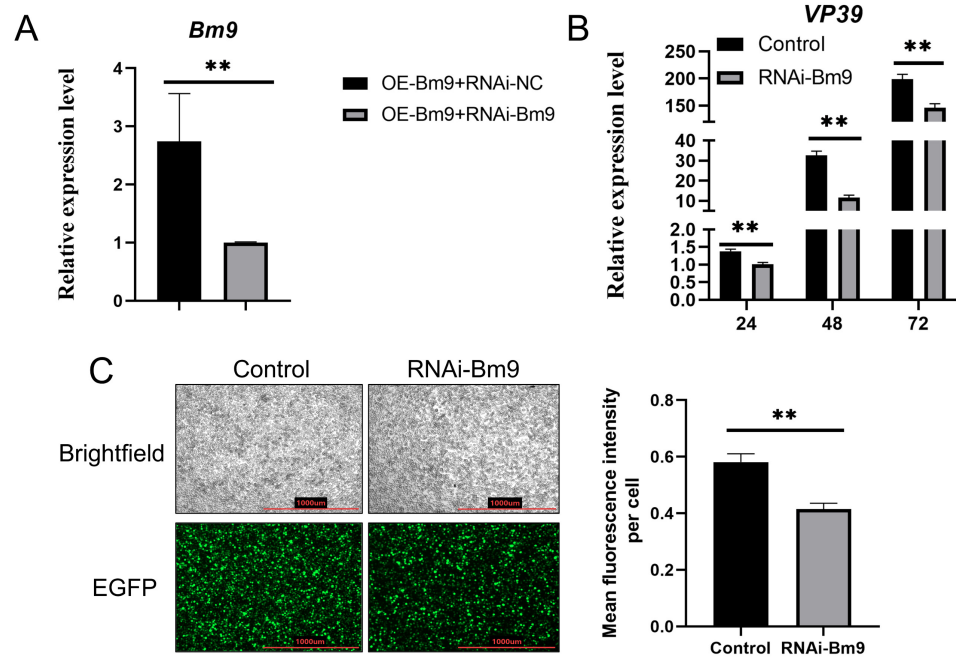 A
Bm9
**
Relative expression level
4
3
2
1
0
OE-Bm9+RNAi-NC
OE-Bm9+RNAi-Bm9
B
VP39
Control
RNAi-Bm9
Relative expression level
250
200
150
30
20
10
2.0
1.5
1.0
0.5
0.0
**
**
**
24
48
72
C
Control
RNAi-Bm9
Brightfield
1000um
1000um
EGFP
1000um
1000um
Mean fluorescence intensity
per cell
0.8
0.6
0.4
0.2
0.0
**
Control
RNAi-Bm9